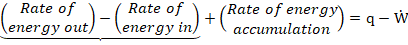 (Rate of energy out) − (Rate of energy in) + (Rate of energy accumulation) = q − Ẇ